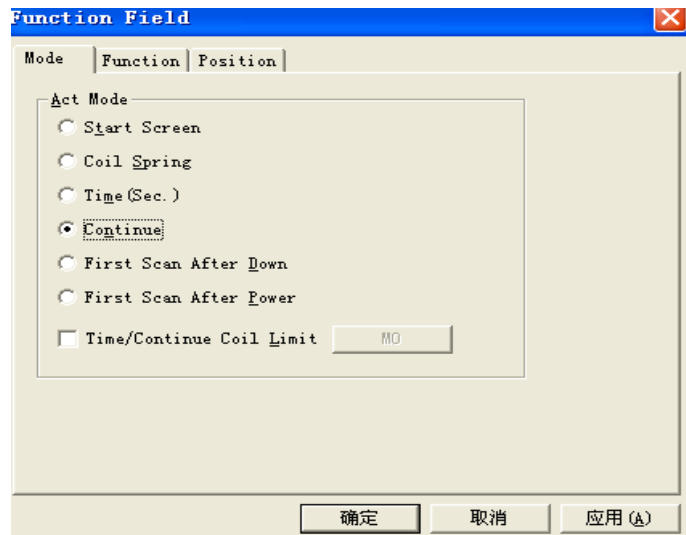 Function Field
Mode Function Position
Act Mode
Start Screen
Coil Spring
Time(Sec.)
Continue
First Scan After Down
First Scan After Power
Time/Continue Coil Limit M0
确定 取消 应用(A)